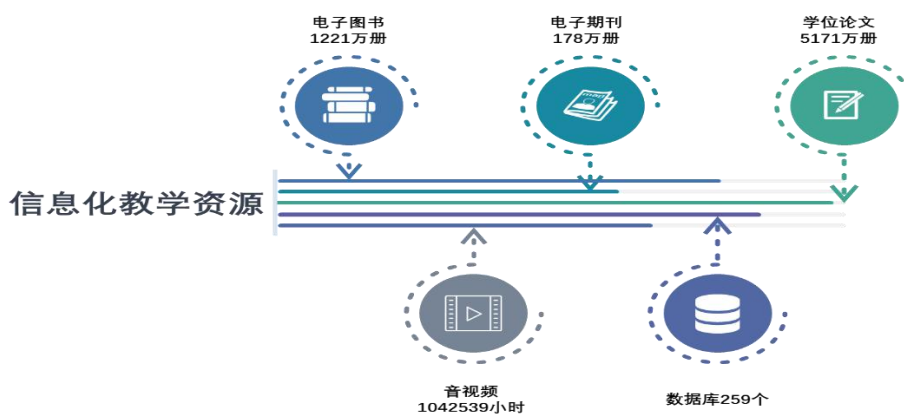 电子图书
1221万册
电子期刊
178万册
学位论文
5171万册
信息化教学资源
音视频
1042539小时
数据库259个